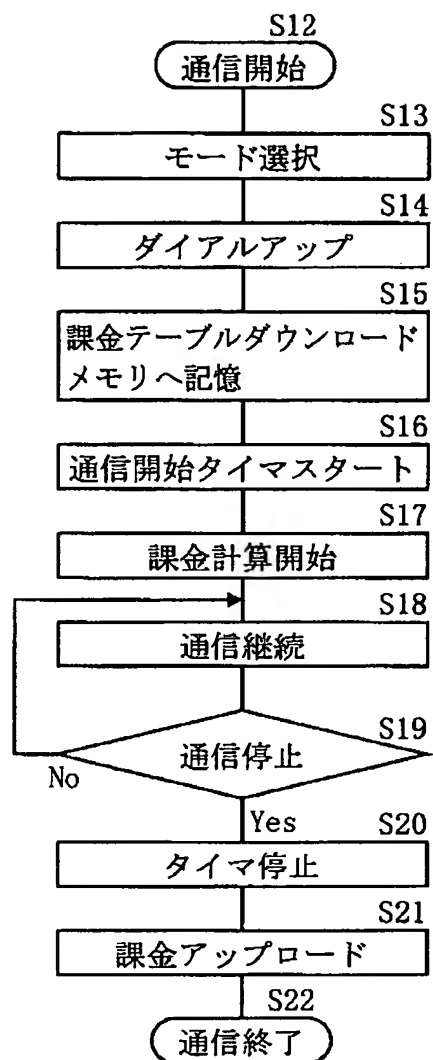 S12
通信開始
S13
モード選択
S14
ダイアルアップ
S15
課金テーブルダウンロード
メモリへ記憶
S16
通信開始タイマスタート
S17
課金計算開始
S18
通信継続
S19
通信停止
No
Yes
S20
タイマ停止
S21
課金アップロード
S22
通信終了